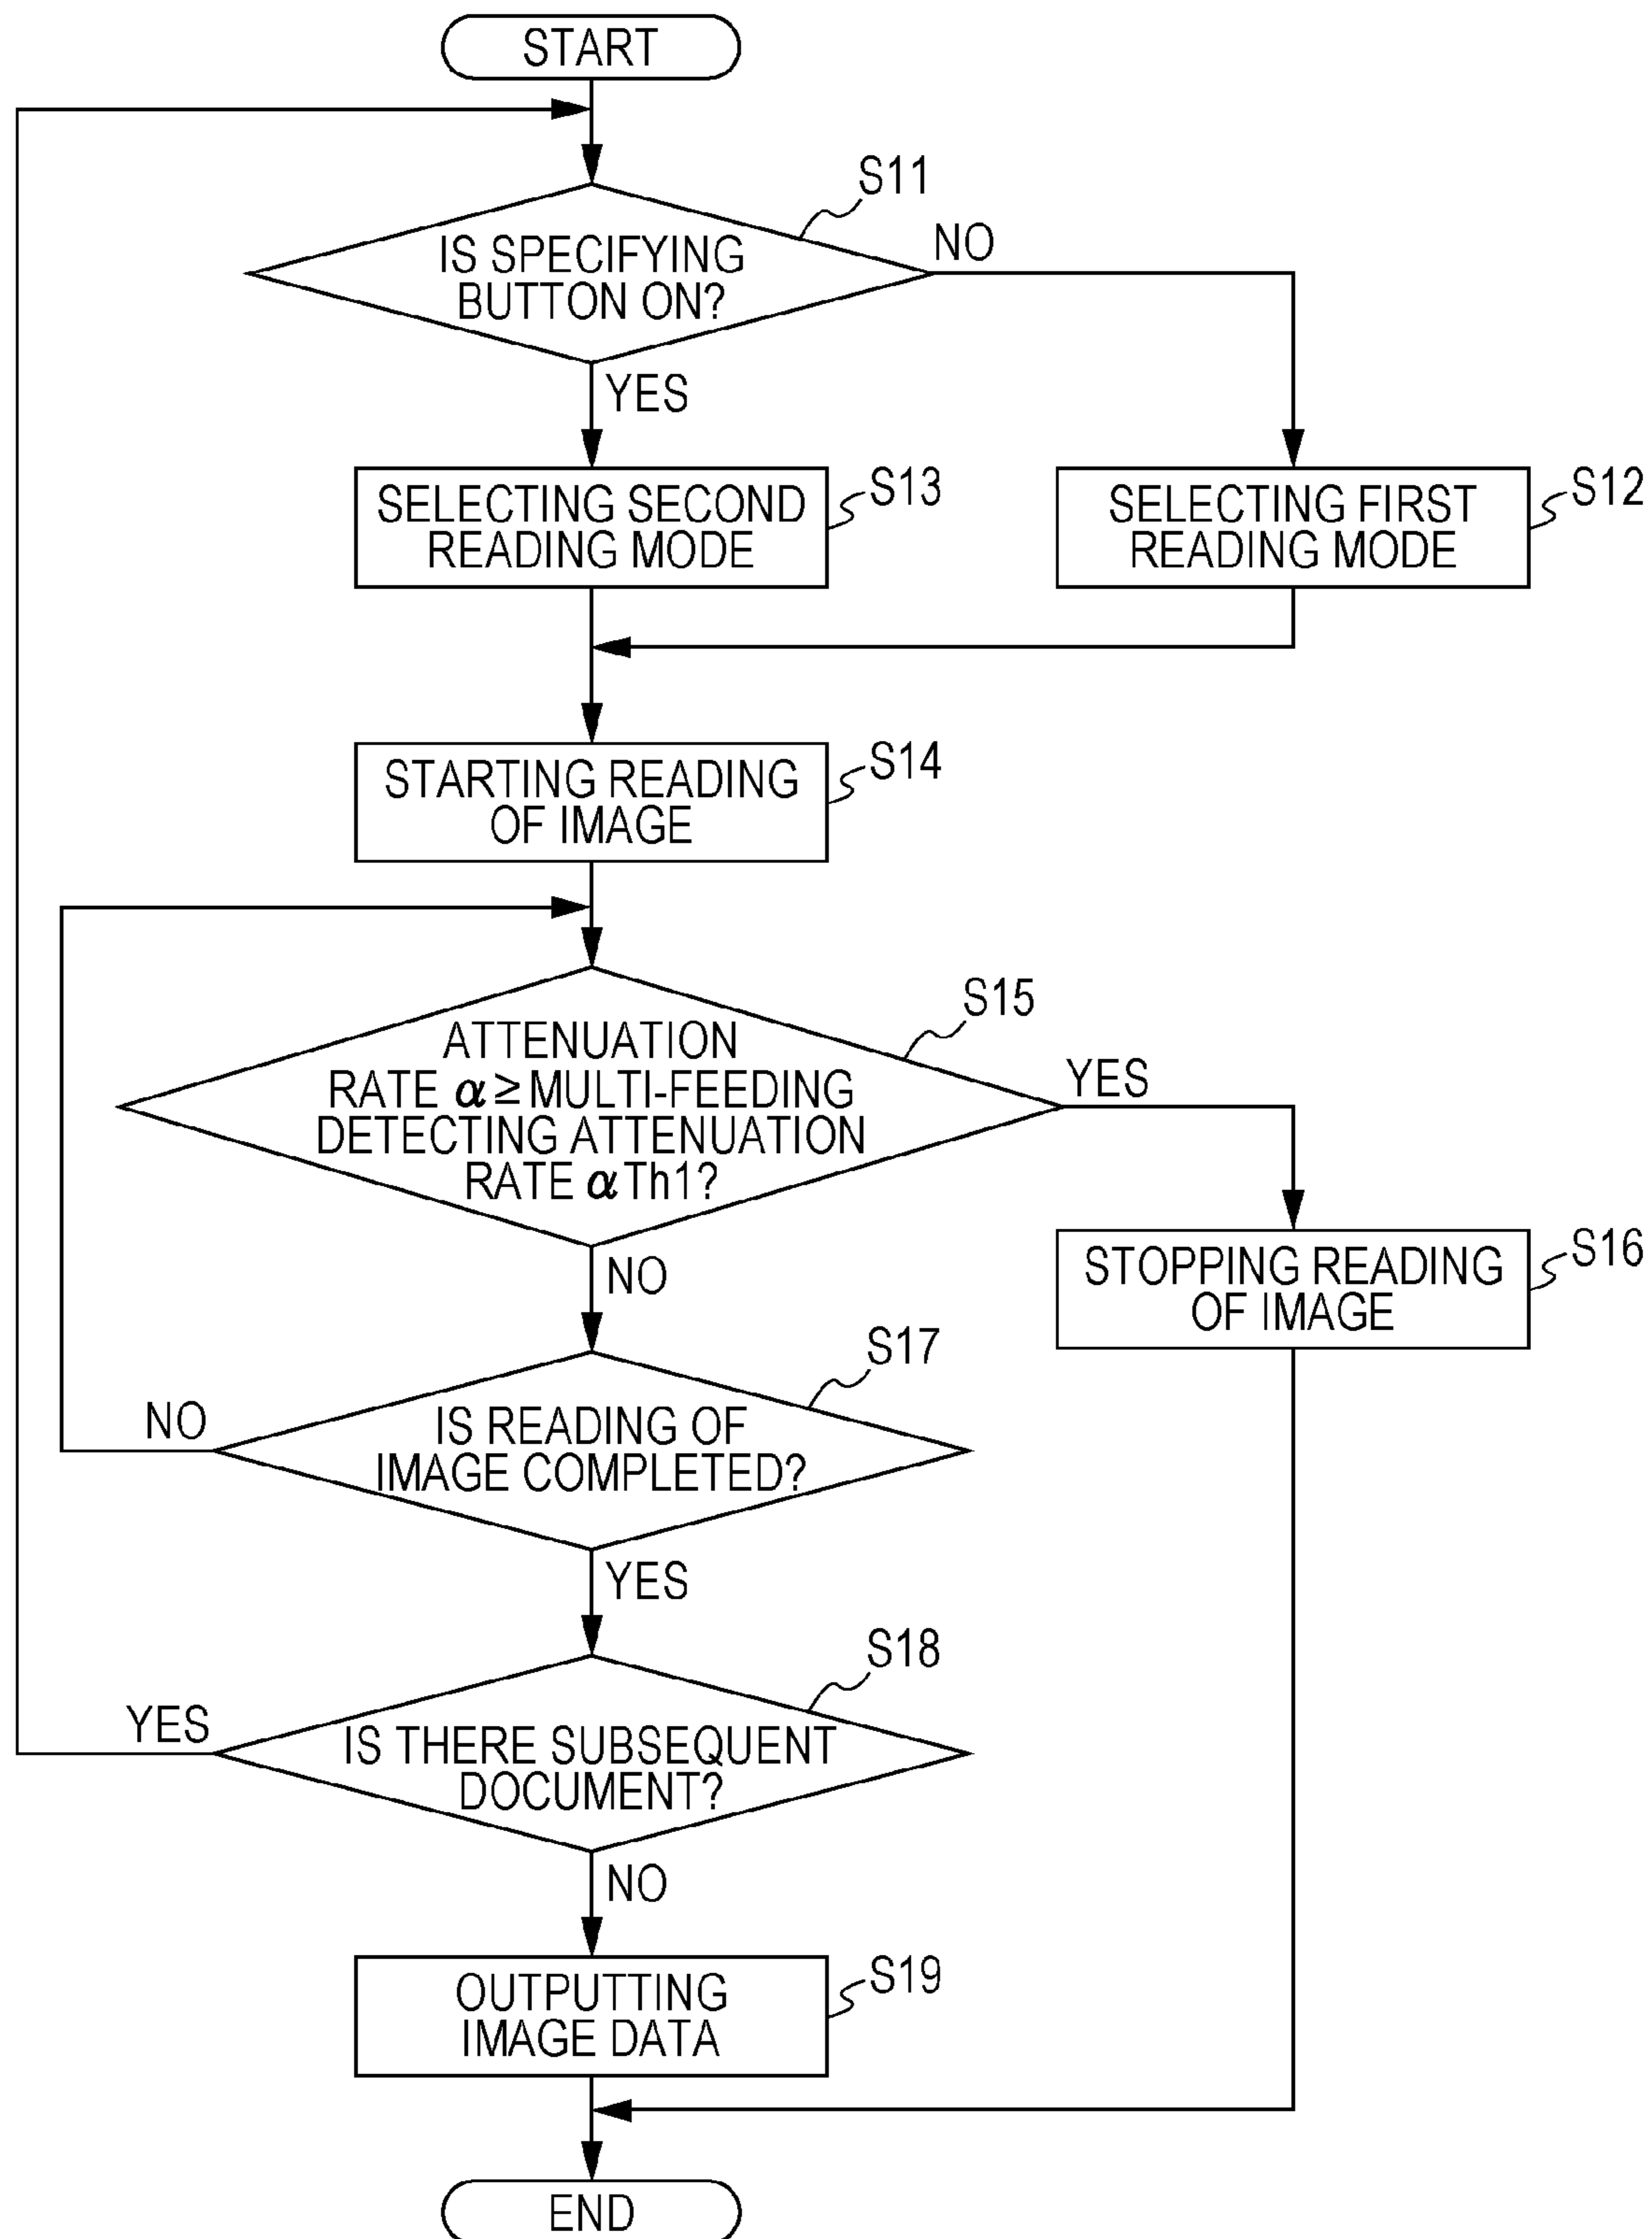 START
S11
IS SPECIFYING
BUTTON ON?
NO
YES
S13
SELECTING SECOND
READING MODE
S12
SELECTING FIRST
READING MODE
S14
STARTING READING
OF IMAGE
S15
ATTENUATION
RATE α ≥ MULTI-FEEDING
DETECTING ATTENUATION
RATE α Th1?
YES
NO
S16
STOPPING READING
OF IMAGE
S17
IS READING OF
IMAGE COMPLETED?
NO
YES
S18
IS THERE SUBSEQUENT
DOCUMENT?
YES
NO
S19
OUTPUTTING
IMAGE DATA
END